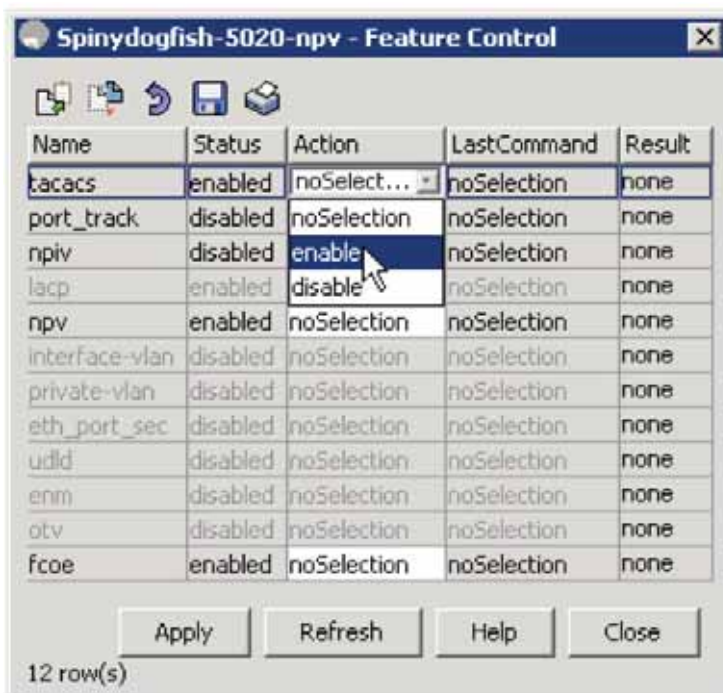 Spinydogfish-5020-npv - Feature Control
Name Status Action LastCommand Result
tacacs enabled noSelect... noSelection none
port_track disabled noSelection noSelection none
npiv disabled enable noSelection none
lacp enabled disable noSelection none
npv enabled noSelection noSelection none
interface-vlan disabled noSelection noSelection none
private-vlan disabled noSelection noSelection none
eth_port_sec disabled noSelection noSelection none
udld disabled noSelection noSelection none
enm disabled noSelection noSelection none
otv disabled noSelection noSelection none
fcoe enabled noSelection noSelection none
Apply Refresh Help Close
12 row(s)